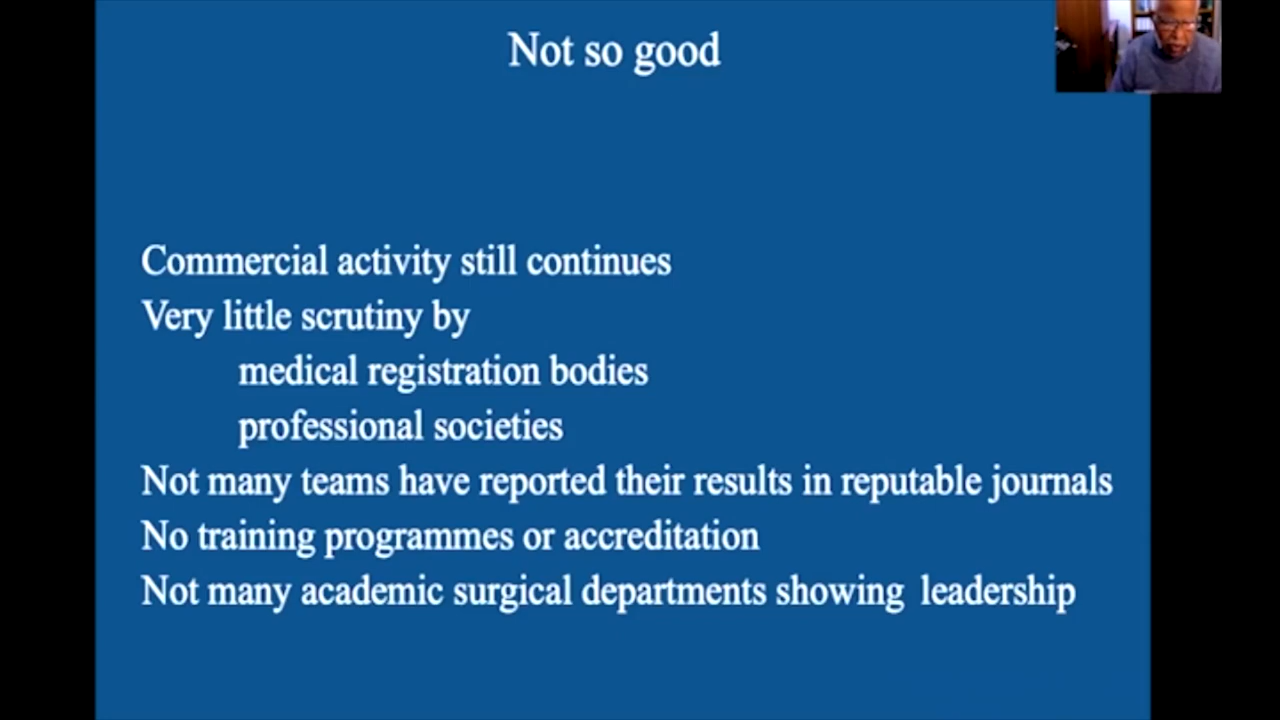 Not so good
Commercial activity still continues
Very little scrutiny by
medical registration bodies
professional societies
Not many teams have reported their results in reputable journals
No training programmes or accreditation
Not many academic surgical departments showing leadership